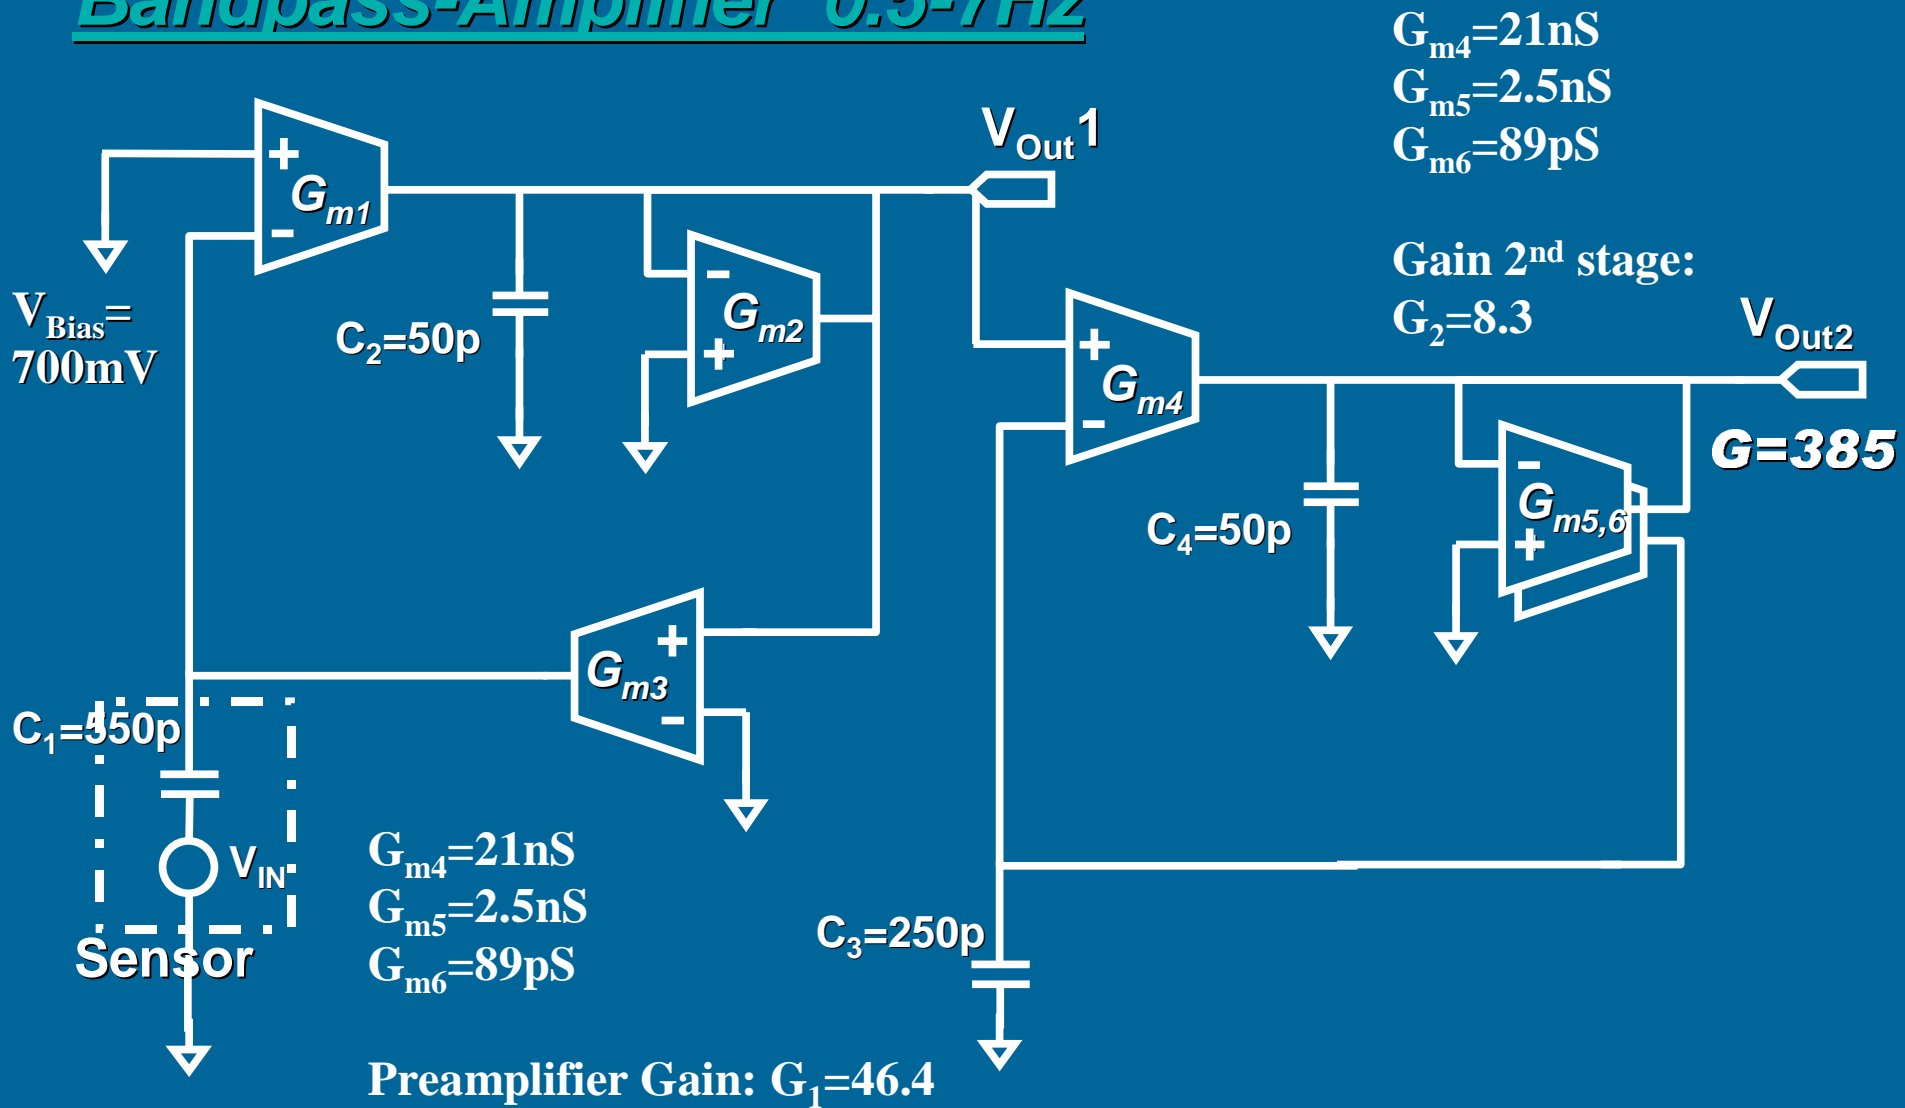 Bandpass-Amplifier 0.5-7Hz
Gm4=21nS
Gm5=2.5nS
Gm6=89pS
Gain 2nd stage:
G2=8.3
VOut1
+
Gm1
-
VBias=
700mV
C2=50p
-
Gm2
+
+
Gm4
-
VOut2
G=385
C4=50p
-
Gm5,6
+
+
Gm3
-
C1=550p
VIN
Sensor
Gm4=21nS
Gm5=2.5nS
Gm6=89pS
C3=250p
Preamplifier Gain: G1=46.4